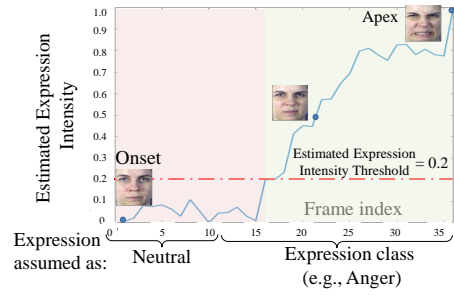 Apex
1.0
0.9
0.8
0.7
0.6
0.5
0.4
0.3
0.2
0.1
0
Estimated Expression
Intensity
Onset
Estimated Expression
Intensity Threshold = 0.2
Frame index
0 5 10 15 20 25 30 35
Expression
assumed as:
Neutral
Expression class
(e.g., Anger)